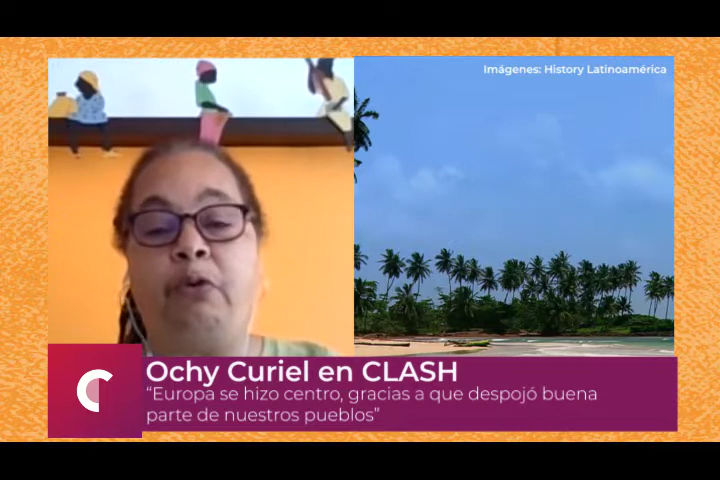 Imágenes: History Latinoamérica
Ochy Curiel en CLASH
“Europa se hizo centro, gracias a que despojó buena
parte de nuestros pueblos”